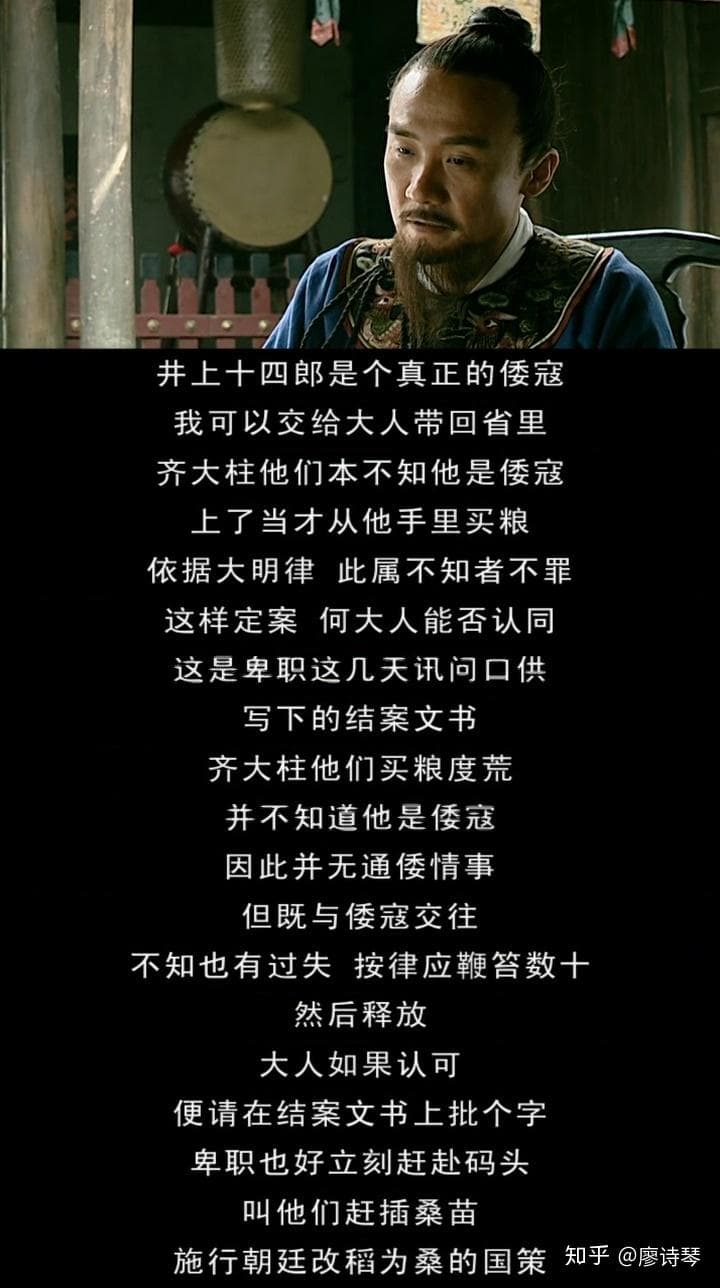 井上十四郎是个真正的倭寇
我可以交给大人带回省里
齐大柱他们本不知他是倭寇
上了当才从他手里买粮
依据大明律 此属不知者不罪
这样定案 何大人能否认同
这是卑职这几天讯问口供
写下的结案文书
齐大柱他们买粮度荒
并不知道他是倭寇
因此并无通倭情事
但既与倭寇交往
不知也有过失 按律应鞭笞数十
然后释放
大人如果认可
便请在结案文书上批个字
卑职也好立刻赶赴码头
叫他们赶插桑苗
施行朝廷改稻为桑的国策
知乎 @廖诗琴